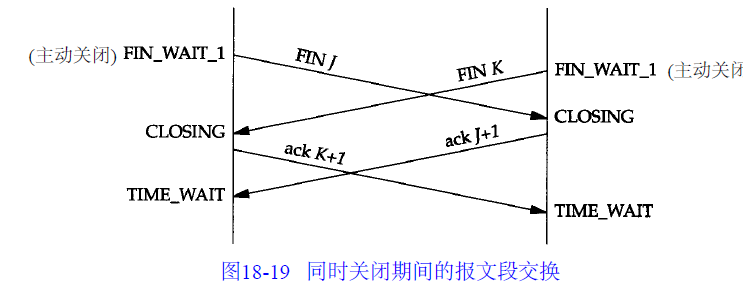 (主动关闭) FIN_WAIT_1
FIN J
FIN K
FIN_WAIT_1 (主动关
CLOSING
CLOSING
ack J+1
ack K+1
TIME_WAIT
TIME_WAIT
图18-19 同时关闭期间的报文段交换